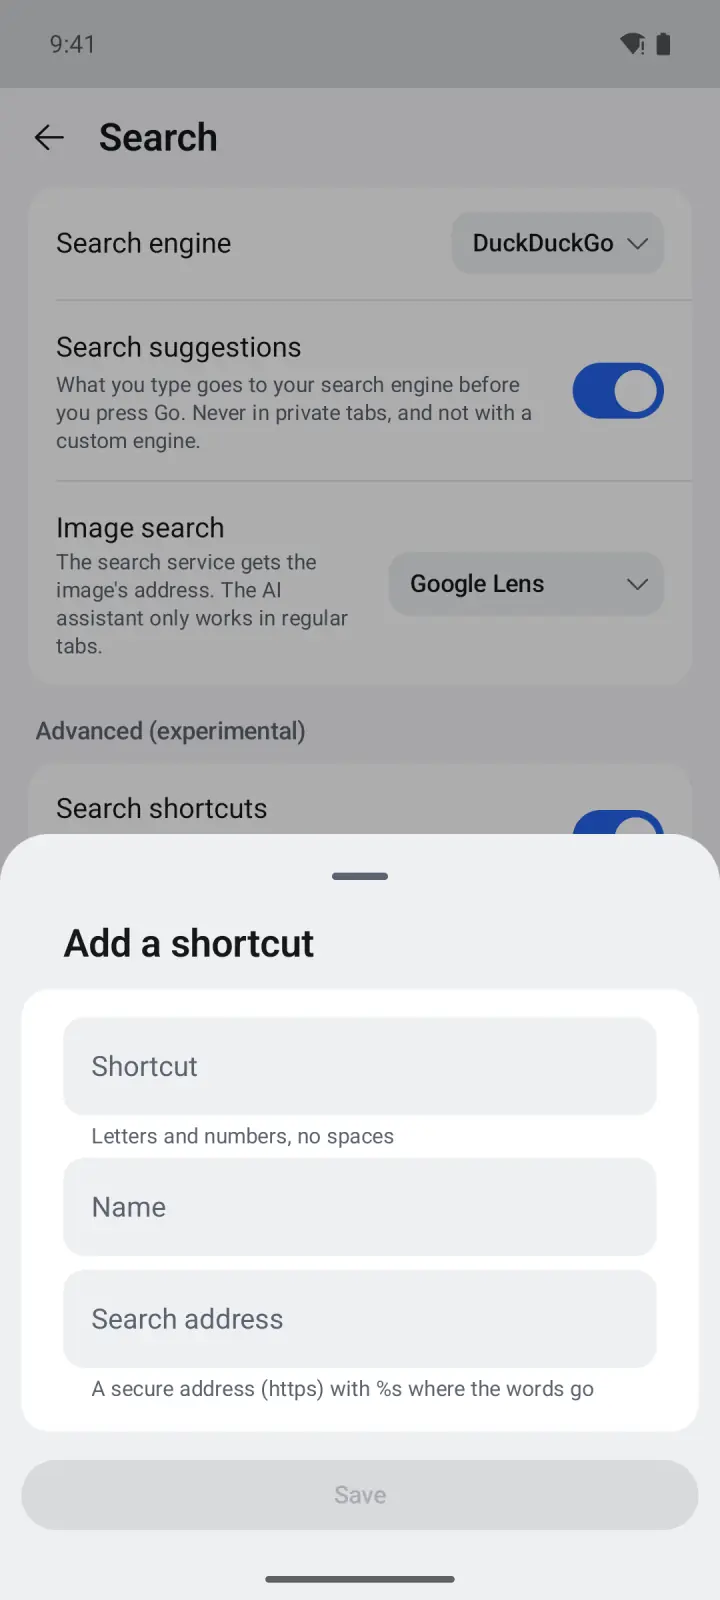 9:41
Search
Search engine
DuckDuckGo
Search suggestions
What you type goes to your search engine before
you press Go. Never in private tabs, and not with a
custom engine.
Image search
The search service gets the
image's address. The AI
assistant only works in regular
tabs.
Google Lens
Advanced (experimental)
Search shortcuts
Add a shortcut
Shortcut
Letters and numbers, no spaces
Name
Search address
A secure address (https) with %s where the words go
Save